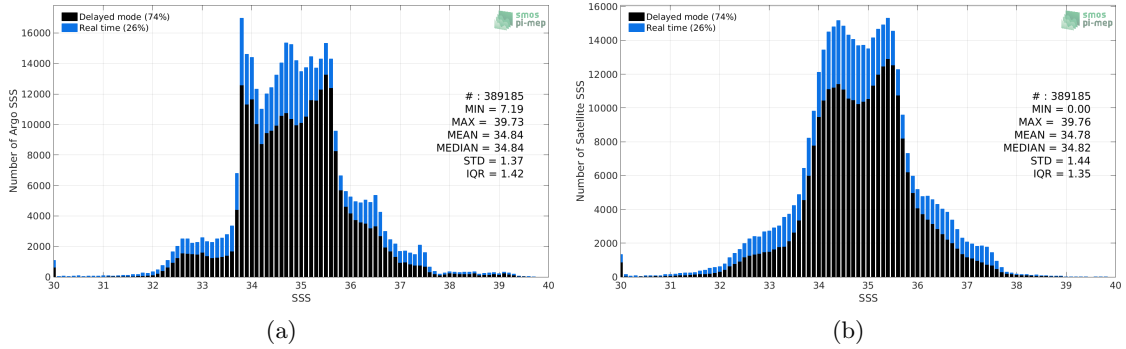 Delayed mode (74%)
Real time (26%)
smos
pi-mep
16000
14000
12000
10000
8000
6000
4000
2000
0
Number of Argo SSS
# : 389185
MIN = 7.19
MAX = 39.73
MEAN = 34.84
MEDIAN = 34.84
STD = 1.37
IQR = 1.42
30 31 32 33 34 35 36 37 38 39 40
SSS
(a)
Delayed mode (74%)
Real time (26%)
smos
pi-mep
16000
14000
12000
10000
8000
6000
4000
2000
0
Number of Satellite SSS
# : 389185
MIN = 0.00
MAX = 39.76
MEAN = 34.78
MEDIAN = 34.82
STD = 1.44
IQR = 1.35
30 31 32 33 34 35 36 37 38 39 40
SSS
(b)